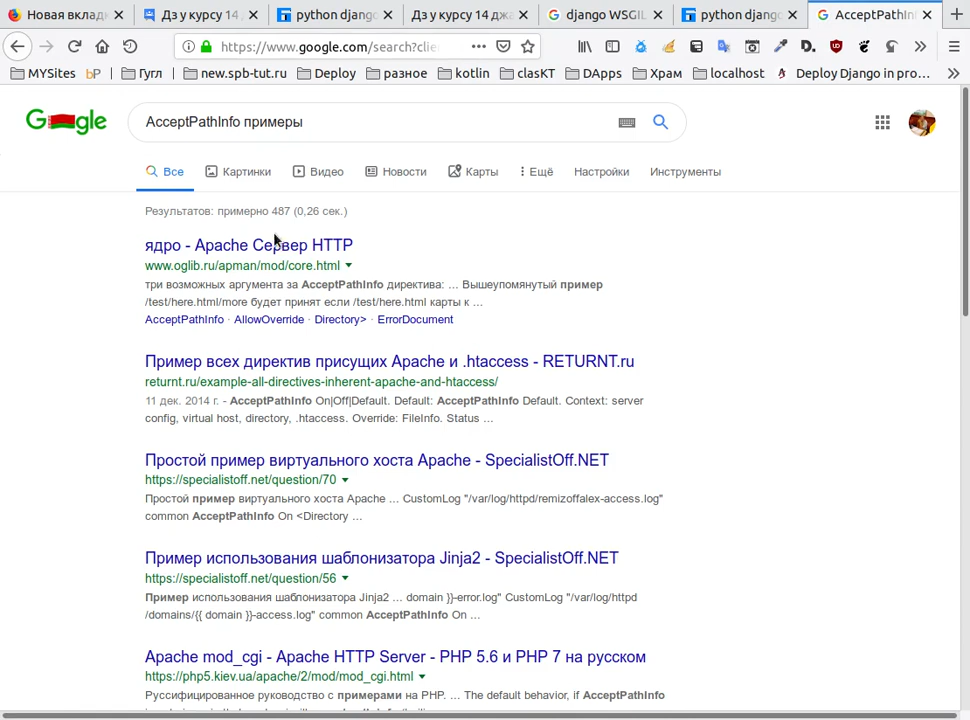 Новая вклад
Дз у курсу 14
python djang
Дз у курсу 14 джа
django WSGIL
python djang
AcceptPathIn
https://www.google.com/search?clie
MYSites
bP
Гугл
new.spb-tut.ru
Deploy
разное
kotlin
clasKT
DApps
Храм
localhost
Deploy Django in pro…
Google
AcceptPathInfo примеры
Все
Картинки
Видео
Новости
Карты
Ещё
Настройки
Инструменты
Результатов: примерно 487 (0,26 сек.)
ядро - Apache Сервер HTTP
www.oglib.ru/apman/mod/core.html
три возможных аргумента за AcceptPathInfo директива: ... Вышеупомянутый пример
/test/here.html/more будет принят если /test/here.html карты к ...
AcceptPathInfo · AllowOverride · Directory> · ErrorDocument
Пример всех директив присущих Apache и .htaccess - RETURNT.ru
returnt.ru/example-all-directives-inherent-apache-and-htaccess/
11 дек. 2014 г. - AcceptPathInfo On|Off|Default. Default: AcceptPathInfo Default. Context: server
config, virtual host, directory, .htaccess. Override: FileInfo. Status ...
Простой пример виртуального хоста Apache - SpecialistOff.NET
https://specialistoff.net/question/70
Простой пример виртуального хоста Apache ... CustomLog "/var/log/httpd/remizoffalex-access.log"
common AcceptPathInfo On <Directory ...
Пример использования шаблонизатора Jinja2 - SpecialistOff.NET
https://specialistoff.net/question/56
Пример использования шаблонизатора Jinja2 ... domain }}-error.log" CustomLog "/var/log/httpd
/domains/{{ domain }}-access.log" common AcceptPathInfo On ...
Apache mod_cgi - Apache HTTP Server - PHP 5.6 и PHP 7 на русском
https://php5.kiev.ua/apache/2/mod/mod_cgi.html
Руссифицированое руководство с примерами на PHP. ... The default behavior, if AcceptPathInfo